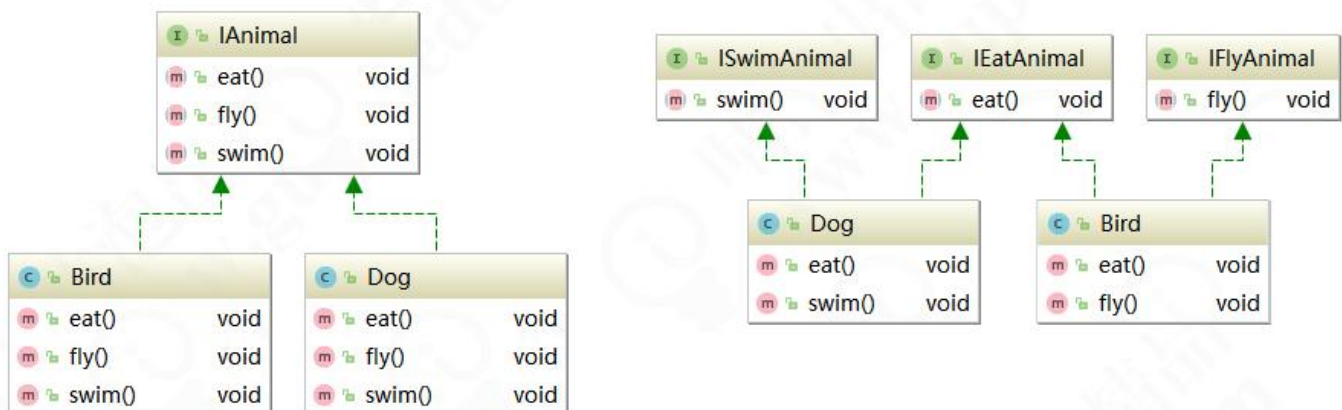 IAnimal
eat() void
fly() void
swim() void
Bird
eat() void
fly() void
swim() void
Dog
eat() void
fly() void
swim() void
ISwimAnimal
swim() void
IEatAnimal
eat() void
IFlyAnimal
fly() void
Dog
eat() void
swim() void
Bird
eat() void
fly() void